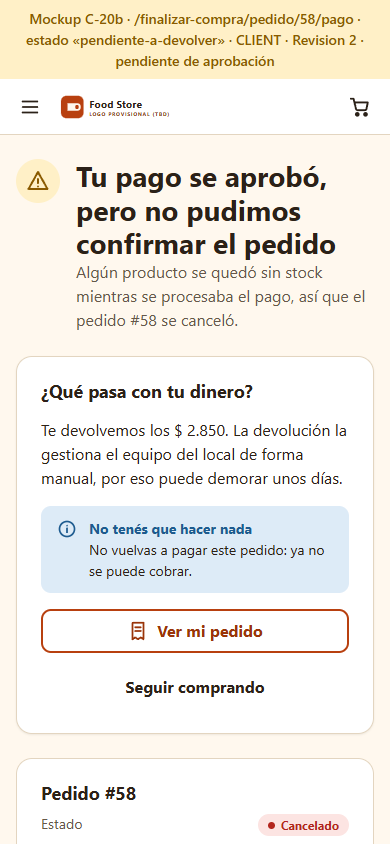 Mockup C-20b · /finalizar-compra/pedido/58/pago ·
estado «pendiente-a-devolver» · CLIENT · Revision 2 ·
pendiente de aprobación
Food Store
LOGO PROVISIONAL (TBD)
Tu pago se aprobó,
pero no pudimos
confirmar el pedido
Algún producto se quedó sin stock
mientras se procesaba el pago, así que el
pedido #58 se canceló.
¿Qué pasa con tu dinero?
Te devolvemos los $ 2.850. La devolución la
gestiona el equipo del local de forma
manual, por eso puede demorar unos días.
No tenés que hacer nada
No vuelvas a pagar este pedido: ya no
se puede cobrar.
Ver mi pedido
Seguir comprando
Pedido #58
Estado
Cancelado